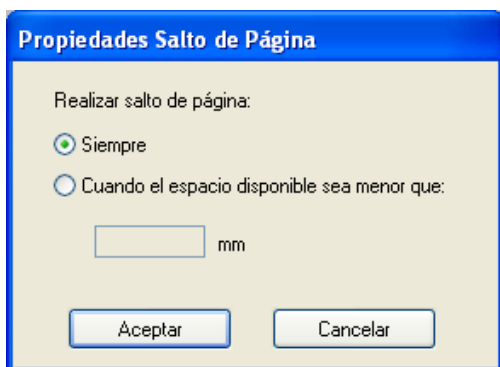 Propiedades Salto de Página
Realizar salto de página:
Siempre
Cuando el espacio disponible sea menor que:
mm
Aceptar Cancelar